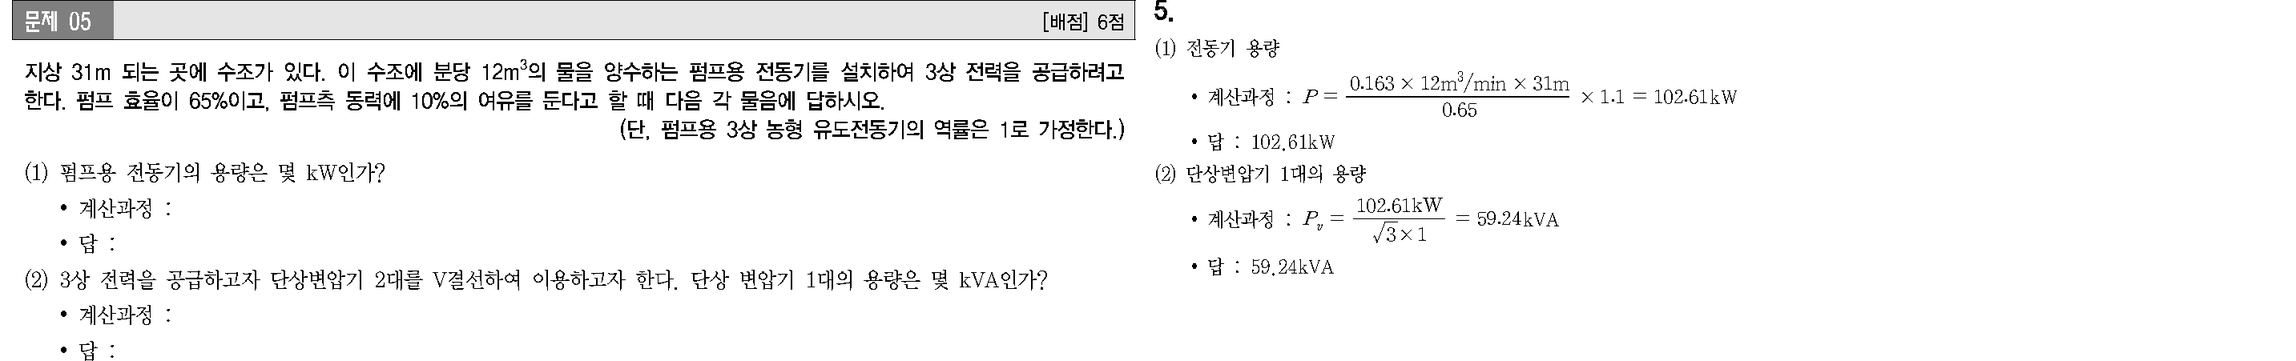 문제 05
[배점] 6점
지상 31m 되는 곳에 수조가 있다. 이 수조에 분당 12m³의 물을 양수하는 펌프용 전동기를 설치하여 3상 전력을 공급하려고
한다. 펌프 효율이 65%이고, 펌프측 동력에 10%의 여유를 둔다고 할 때 다음 각 물음에 답하시오.
(단, 펌프용 3상 농형 유도전동기의 역률은 1로 가정한다.)
(1) 펌프용 전동기의 용량은 몇 kW인가?
• 계산과정 :
• 답 :
(2) 3상 전력을 공급하고자 단상변압기 2대를 V결선하여 이용하고자 한다. 단상 변압기 1대의 용량은 몇 kVA인가?
• 계산과정 :
• 답 :
5.
(1) 전동기 용량
• 계산과정 : P = (0.163 × 12m³/min × 31m) / 0.65 × 1.1 = 102.61kW
• 답 : 102.61kW
(2) 단상변압기 1대의 용량
• 계산과정 : Pᵥ = 102.61kW / (√3 × 1) = 59.24kVA
• 답 : 59.24kVA